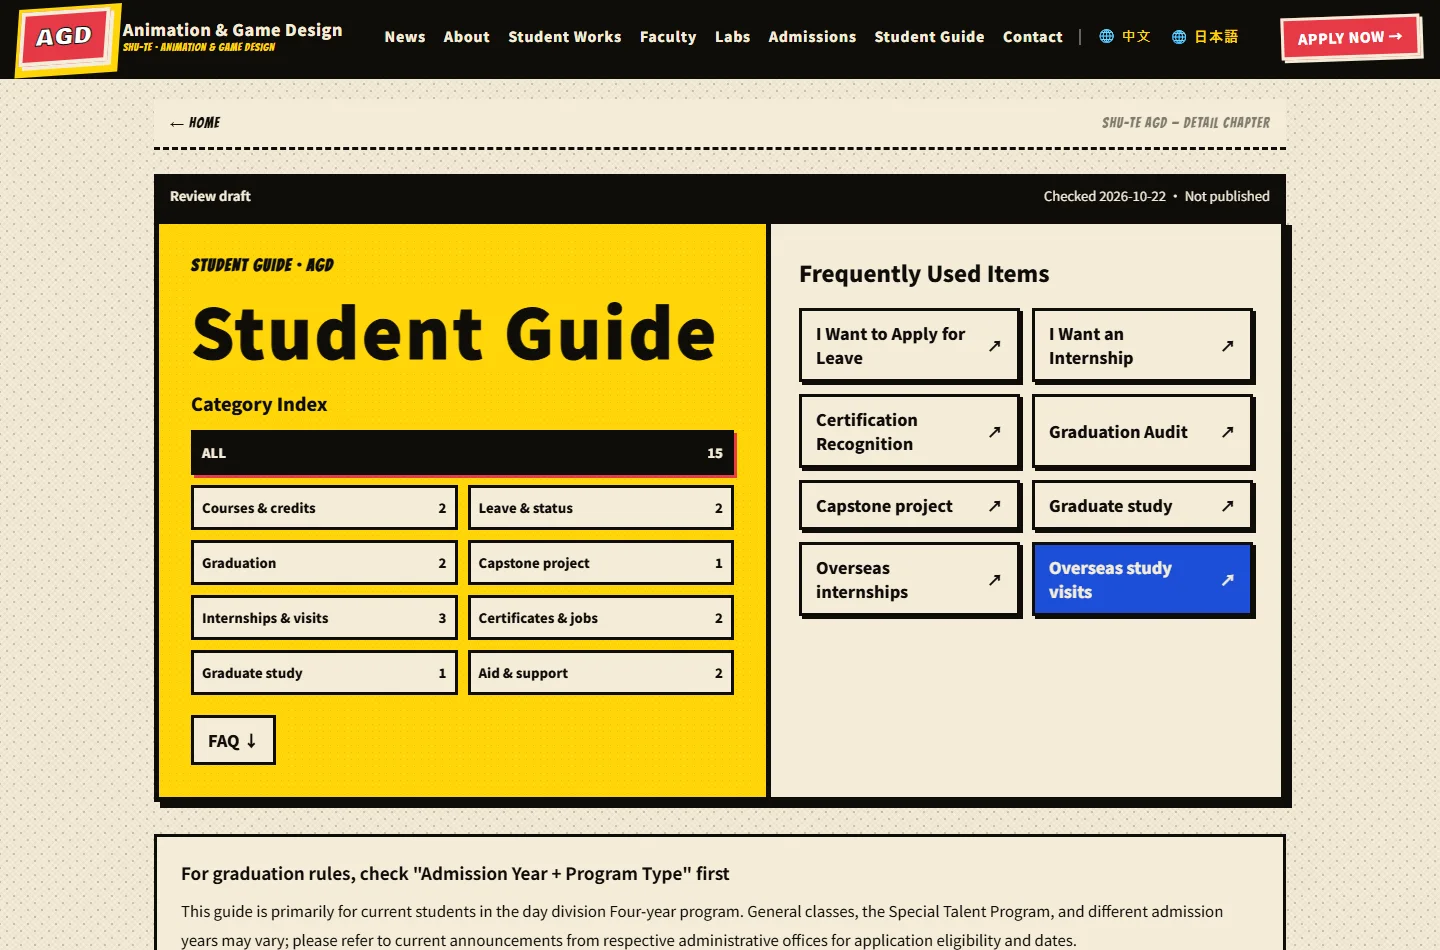 AGD
Animation & Game Design
SHU-TE • ANIMATION & GAME DESIGN
News About Student Works Faculty Labs Admissions Student Guide Contact | 🌐 中文 🌐 日本語
APPLY NOW →
← HOME
SHU-TE AGD — DETAIL CHAPTER
Review draft
Checked 2026-10-22 • Not published
STUDENT GUIDE • AGD
Student Guide
Category Index
ALL 15
Courses & credits 2
Leave & status 2
Graduation 2
Capstone project 1
Internships & visits 3
Certificates & jobs 2
Graduate study 1
Aid & support 2
FAQ ↓
Frequently Used Items
I Want to Apply for
Leave ↗
I Want an
Internship ↗
Certification
Recognition ↗
Graduation Audit ↗
Capstone project ↗
Graduate study ↗
Overseas
internships ↗
Overseas study
visits ↗
For graduation rules, check "Admission Year + Program Type" first
This guide is primarily for current students in the day division Four-year program. General classes, the Special Talent Program, and different admission
years may vary; please refer to current announcements from respective administrative offices for application eligibility and dates.